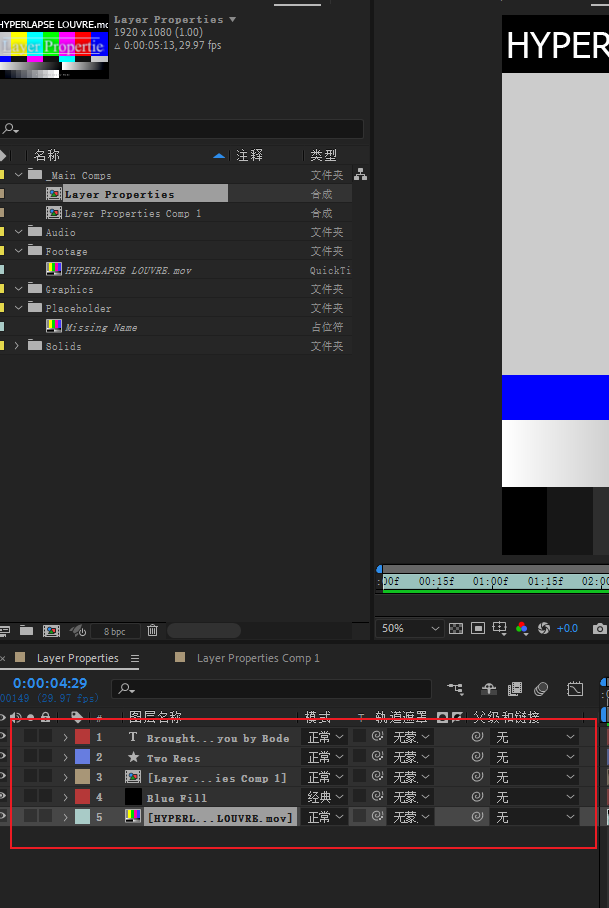 HYPERLAPSE LOUVRE.mo
Layer Propertie
Layer Properties
1920 x 1080 (1.00)
△ 0:00:05:13, 29.97 fps
HYPER
名称 注释 类型
_Main Comps 文件夹
Layer Properties 合成
Layer Properties Comp 1 合成
Audio 文件夹
Footage 文件夹
HYPERLAPSE LOUVRE.mov QuickTi
Graphics 文件夹
Placeholder 文件夹
Missing Name 占位符
Solids 文件夹
:00f 00:15f 01:00f 01:15f 02:00
8 bpc
50% +0.0
× Layer Properties Layer Properties Comp 1
0:00:04:29
00149 (29.97 fps)
# 图层名称 模式 T 轨道遮罩 父级和链接
1 T Brought...you by Bode 正常 无蒙 无
2 Two Recs 正常 无蒙 无
3 [Layer ...ies Comp 1] 正常 无蒙 无
4 Blue Fill 经典 无蒙 无
5 [HYPERL...LOUVRE.mov] 正常 无蒙 无